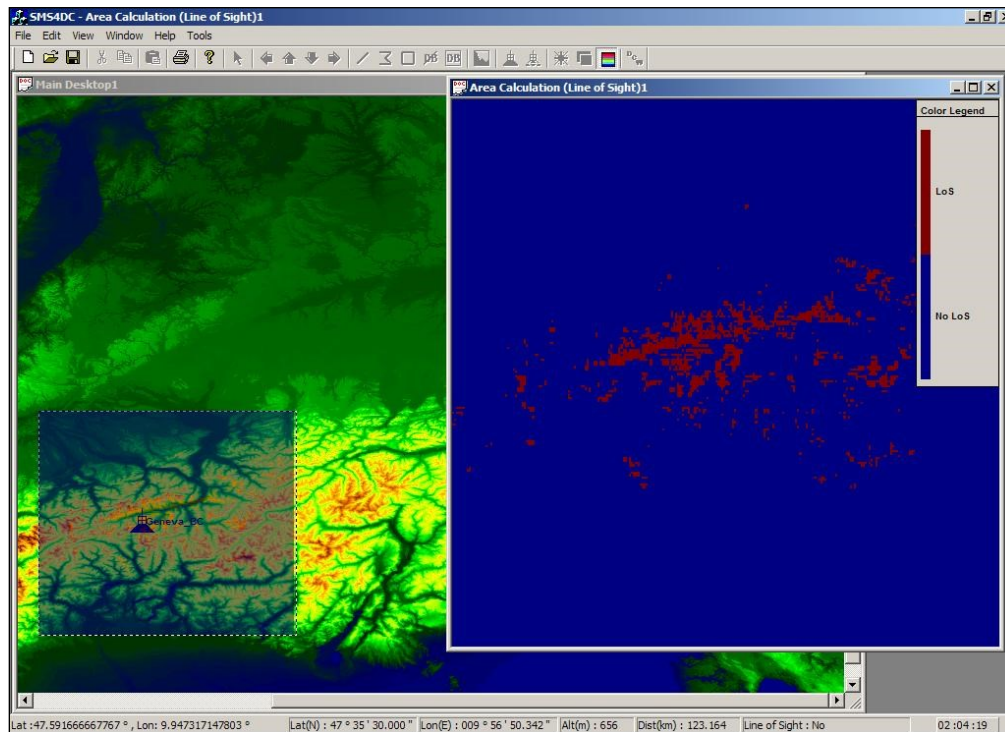 SMS4DC - Area Calculation (Line of Sight)1
File Edit View Window Help Tools
Main Desktop1
Area Calculation (Line of Sight)1
Color Legend
LoS
No LoS
Lat :47.591666667767 ° , Lon: 9.947317147803 ° Lat(N) : 47 ° 35 ' 30.000 " Lon(E) : 009 ° 56 ' 50.342 " Alt(m) : 656 Dist(km) : 123.164 Line of Sight : No 02 :04 :19